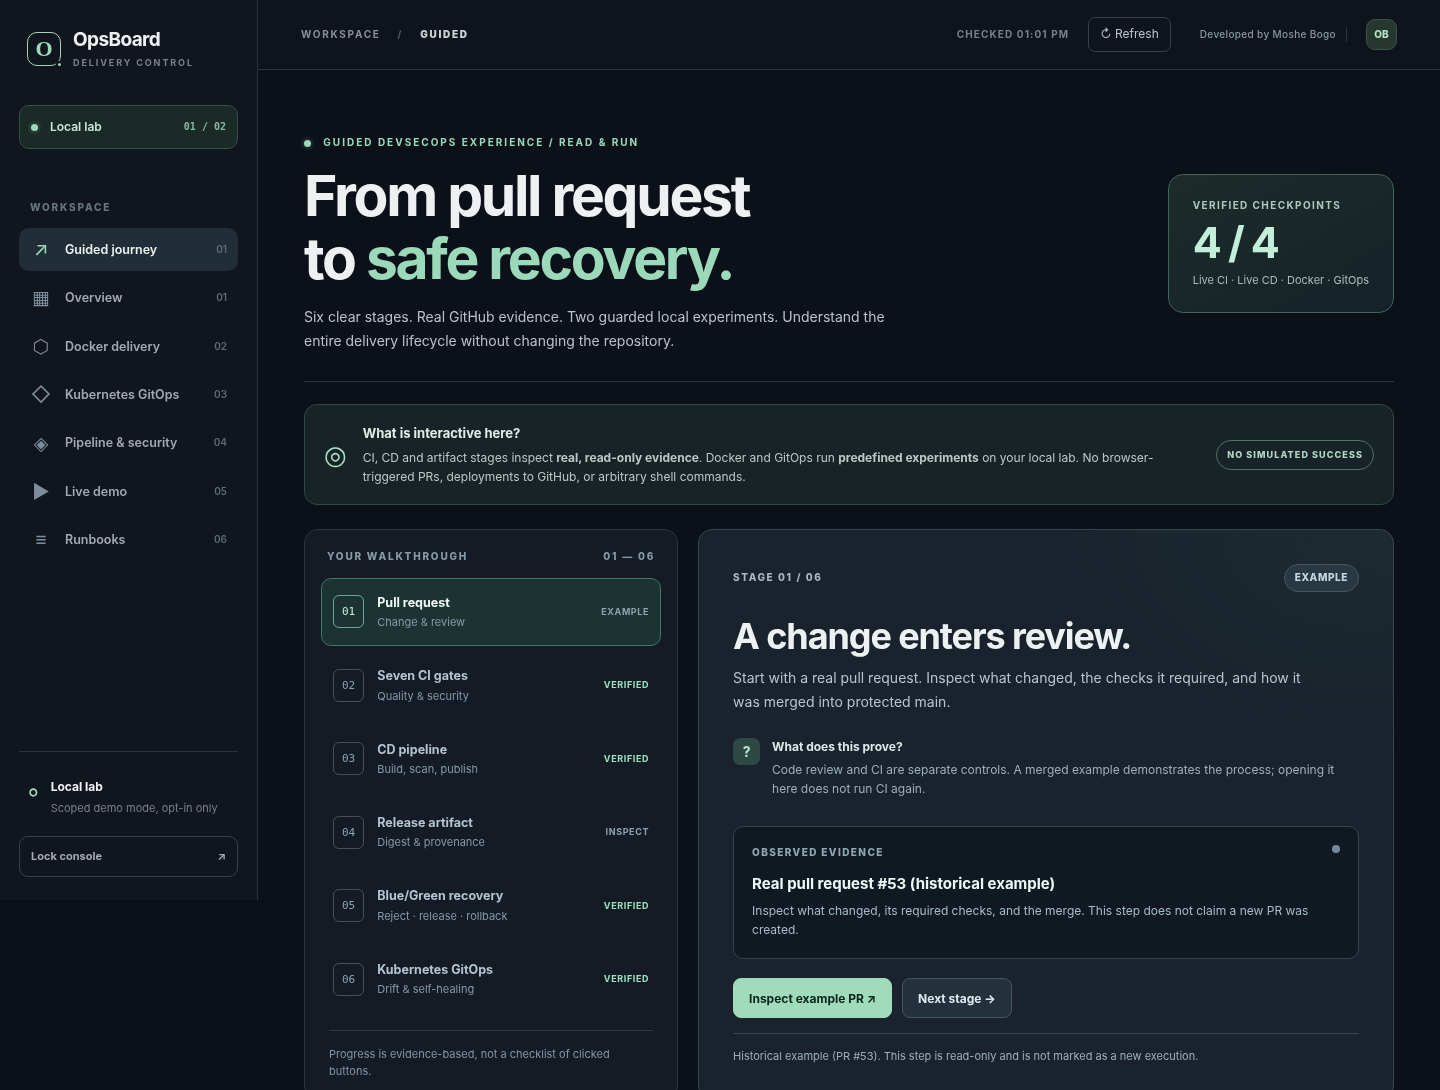 O
OpsBoard
DELIVERY CONTROL
Local lab
01 / 02
WORKSPACE
Guided journey
01
Overview
01
Docker delivery
02
Kubernetes GitOps
03
Pipeline & security
04
Live demo
05
Runbooks
06
Local lab
Scoped demo mode, opt-in only
Lock console
WORKSPACE / GUIDED
CHECKED 01:01 PM
Refresh
Developed by Moshe Bogo
OB
GUIDED DEVSECOPS EXPERIENCE / READ & RUN
From pull request
to safe recovery.
Six clear stages. Real GitHub evidence. Two guarded local experiments. Understand the
entire delivery lifecycle without changing the repository.
VERIFIED CHECKPOINTS
4 / 4
Live CI · Live CD · Docker · GitOps
What is interactive here?
CI, CD and artifact stages inspect real, read-only evidence. Docker and GitOps run predefined experiments on your local lab. No browser-
triggered PRs, deployments to GitHub, or arbitrary shell commands.
NO SIMULATED SUCCESS
YOUR WALKTHROUGH
01 — 06
01
Pull request
Change & review
EXAMPLE
02
Seven CI gates
Quality & security
VERIFIED
03
CD pipeline
Build, scan, publish
VERIFIED
04
Release artifact
Digest & provenance
INSPECT
05
Blue/Green recovery
Reject · release · rollback
VERIFIED
06
Kubernetes GitOps
Drift & self-healing
VERIFIED
Progress is evidence-based, not a checklist of clicked
buttons.
STAGE 01 / 06
EXAMPLE
A change enters review.
Start with a real pull request. Inspect what changed, the checks it required, and how it
was merged into protected main.
?
What does this prove?
Code review and CI are separate controls. A merged example demonstrates the process; opening it
here does not run CI again.
OBSERVED EVIDENCE
Real pull request #53 (historical example)
Inspect what changed, its required checks, and the merge. This step does not claim a new PR was
created.
Inspect example PR ↗
Next stage →
Historical example (PR #53). This step is read-only and is not marked as a new execution.